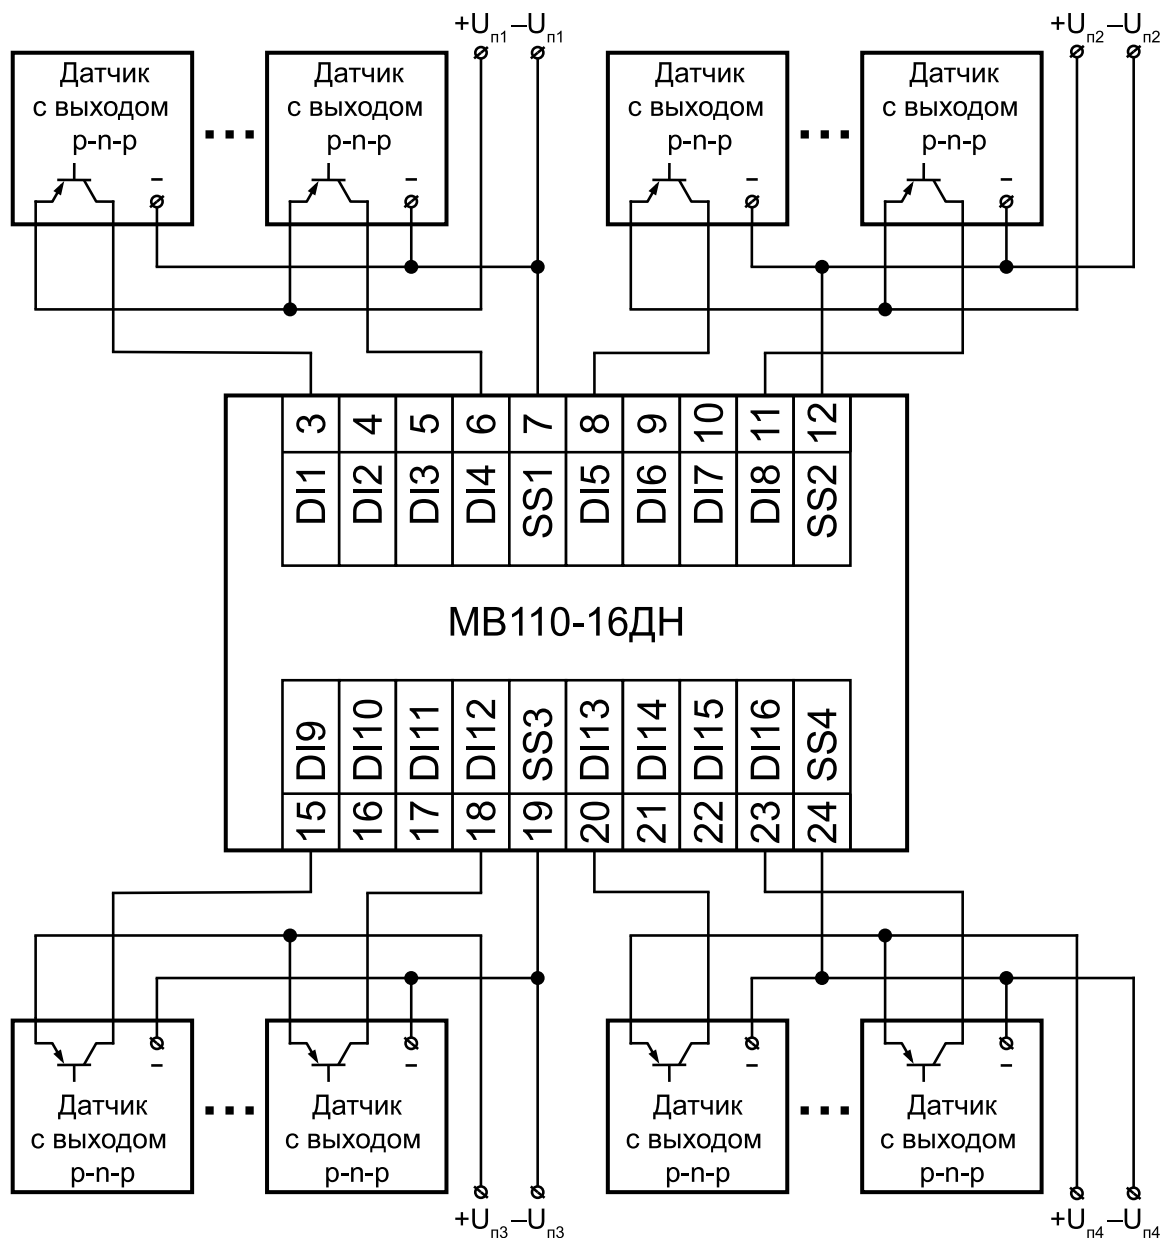 +Uп1 –Uп1
+Uп2 –Uп2
Датчик
с выходом
p-n-p
–
Датчик
с выходом
p-n-p
–
Датчик
с выходом
p-n-p
–
Датчик
с выходом
p-n-p
–
3 4 5 6 7 8 9 10 11 12
DI1 DI2 DI3 DI4 SS1 DI5 DI6 DI7 DI8 SS2
МВ110-16ДН
DI9 DI10 DI11 DI12 SS3 DI13 DI14 DI15 DI16 SS4
15 16 17 18 19 20 21 22 23 24
–
Датчик
с выходом
p-n-p
–
Датчик
с выходом
p-n-p
–
Датчик
с выходом
p-n-p
–
Датчик
с выходом
p-n-p
+Uп3 –Uп3
+Uп4 –Uп4